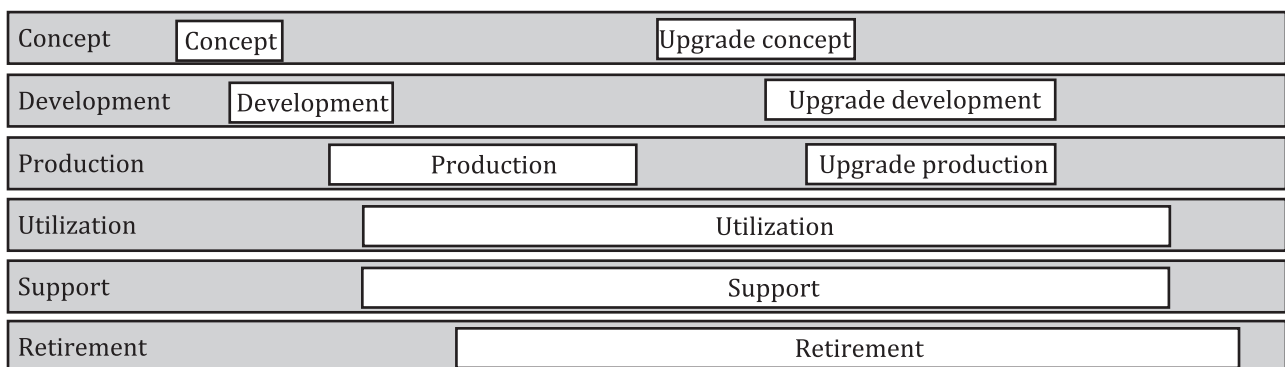 Concept Concept Upgrade concept
Development Development Upgrade development
Production Production Upgrade production
Utilization Utilization
Support Support
Retirement Retirement